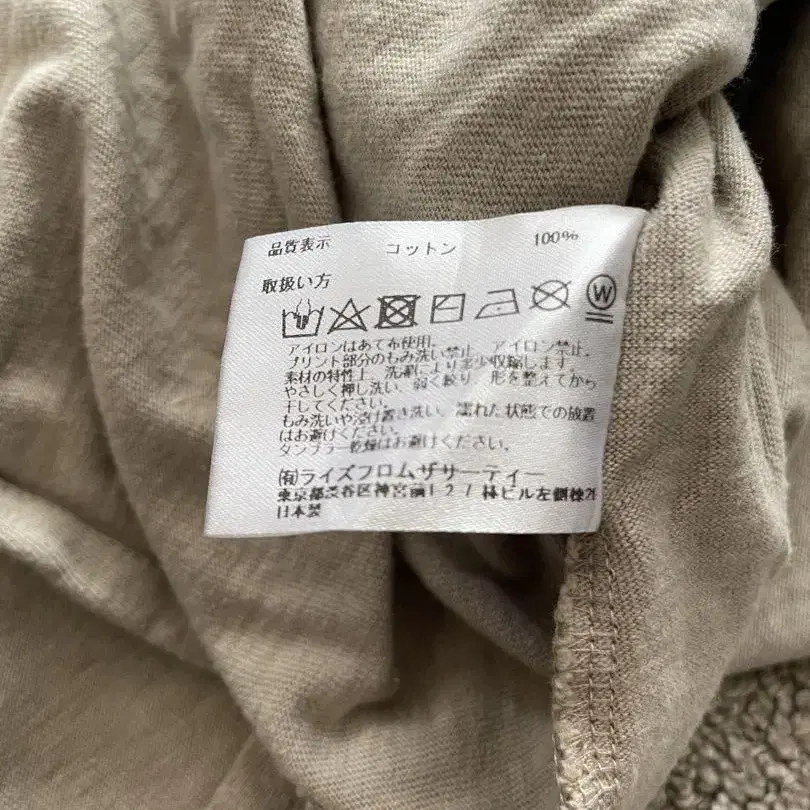 品質表示 コットン 100%
取扱い方
W
アイロンはあて布使用。
プリント部分のもみ洗い禁止、アイロン禁止。
素材の特性上、洗濯により多少収縮します。
やさしく押し洗い、弱く絞り、形を整えてから
干してください。
もみ洗いや浸け置き洗い、濡れた状態での放置
はお避けください。
タンブラー乾燥はお避けください。
(有)ライズフロムザサーティー
東京都渋谷区神宮前1-2-7 林ビル左側棟2F
日本製